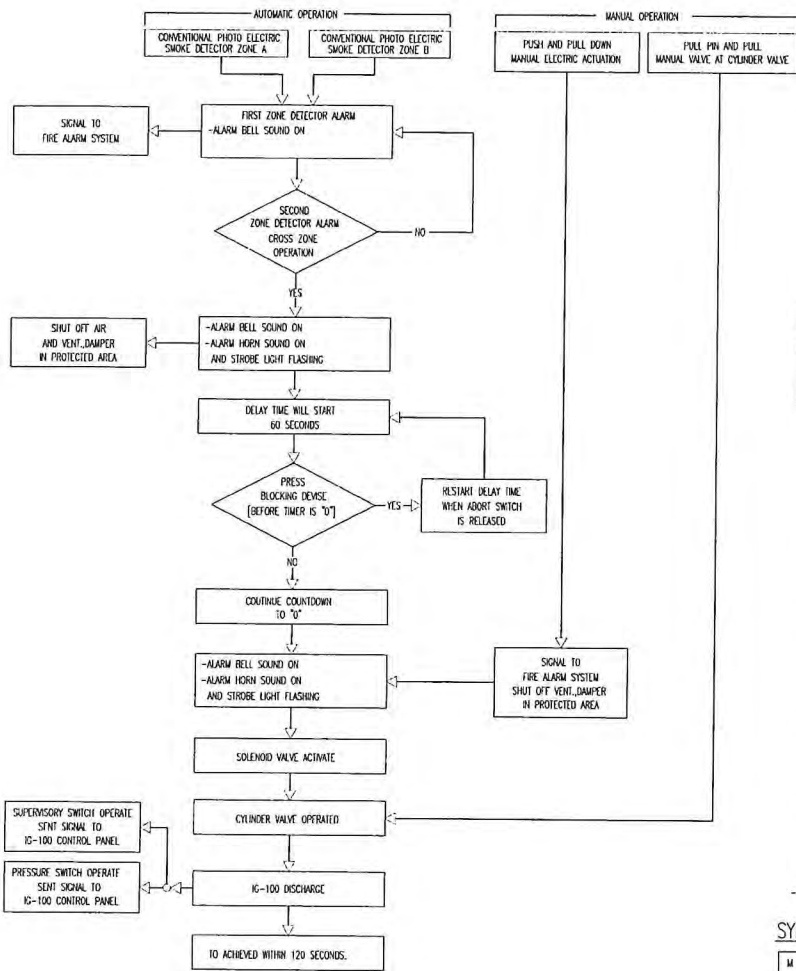 AUTOMATIC OPERATION
MANUAL OPERATION
CONVENTIONAL PHOTO ELECTRIC
SMOKE DETECTOR ZONE A
CONVENTIONAL PHOTO ELECTRIC
SMOKE DETECTOR ZONE B
PUSH AND PULL DOWN
MANUAL ELECTRIC ACTUATION
PULL PIN AND PULL
MANUAL VALVE AT CYLINDER VALVE
SIGNAL TO
FIRE ALARM SYSTEM
FIRST ZONE DETECTOR ALARM
-ALARM BELL SOUND ON
SECOND
ZONE DETECTOR ALARM
CROSS ZONE
OPERATION
NO
YES
SHUT OFF AIR
AND VENT.,DAMPER
IN PROTECTED AREA
-ALARM BELL SOUND ON
-ALARM HORN SOUND ON
AND STROBE LIGHT FLASHING
DELAY TIME WILL START
60 SECONDS
PRESS
BLOCKING DEVISE
[BEFORE TIMER IS "0"]
YES
RESTART DELAY TIME
WHEN ABORT SWITCH
IS RELEASED
NO
COUTINUE COUNTDOWN
TO "0"
-ALARM BELL SOUND ON
-ALARM HORN SOUND ON
AND STROBE LIGHT FLASHING
SIGNAL TO
FIRE ALARM SYSTEM
SHUT OFF VENT.,DAMPER
IN PROTECTED AREA
SOLENOID VALVE ACTIVATE
SUPERVISORY SWITCH OPERATE
SENT SIGNAL TO
IG-100 CONTROL PANEL
CYLINDER VALVE OPERATED
PRESSURE SWITCH OPERATE
SENT SIGNAL TO
IG-100 CONTROL PANEL
IG-100 DISCHARGE
TO ACHIEVED WITHIN 120 SECONDS.
SY
M